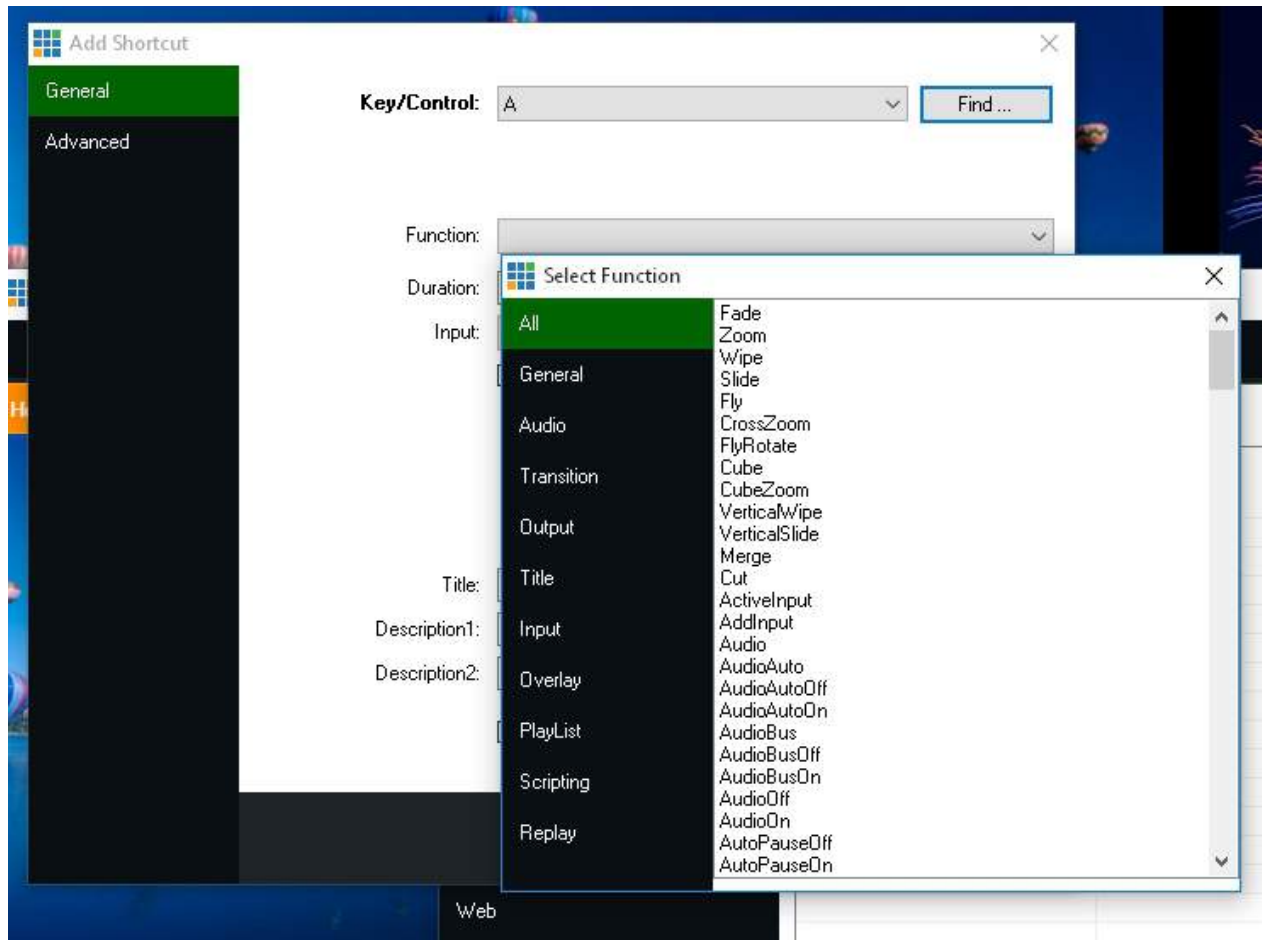 Add Shortcut
General
Advanced
Key/Control:
A
Find ...
Function:
Duration:
Input:
Title:
Description1:
Description2:
Select Function
All
General
Audio
Transition
Output
Title
Input
Overlay
PlayList
Scripting
Replay
Fade
Zoom
Wipe
Slide
Fly
CrossZoom
FlyRotate
Cube
CubeZoom
VerticalWipe
VerticalSlide
Merge
Cut
ActiveInput
AddInput
Audio
AudioAuto
AudioAutoOff
AudioAutoOn
AudioBus
AudioBusOff
AudioBusOn
AudioOff
AudioOn
AutoPauseOff
AutoPauseOn
Web